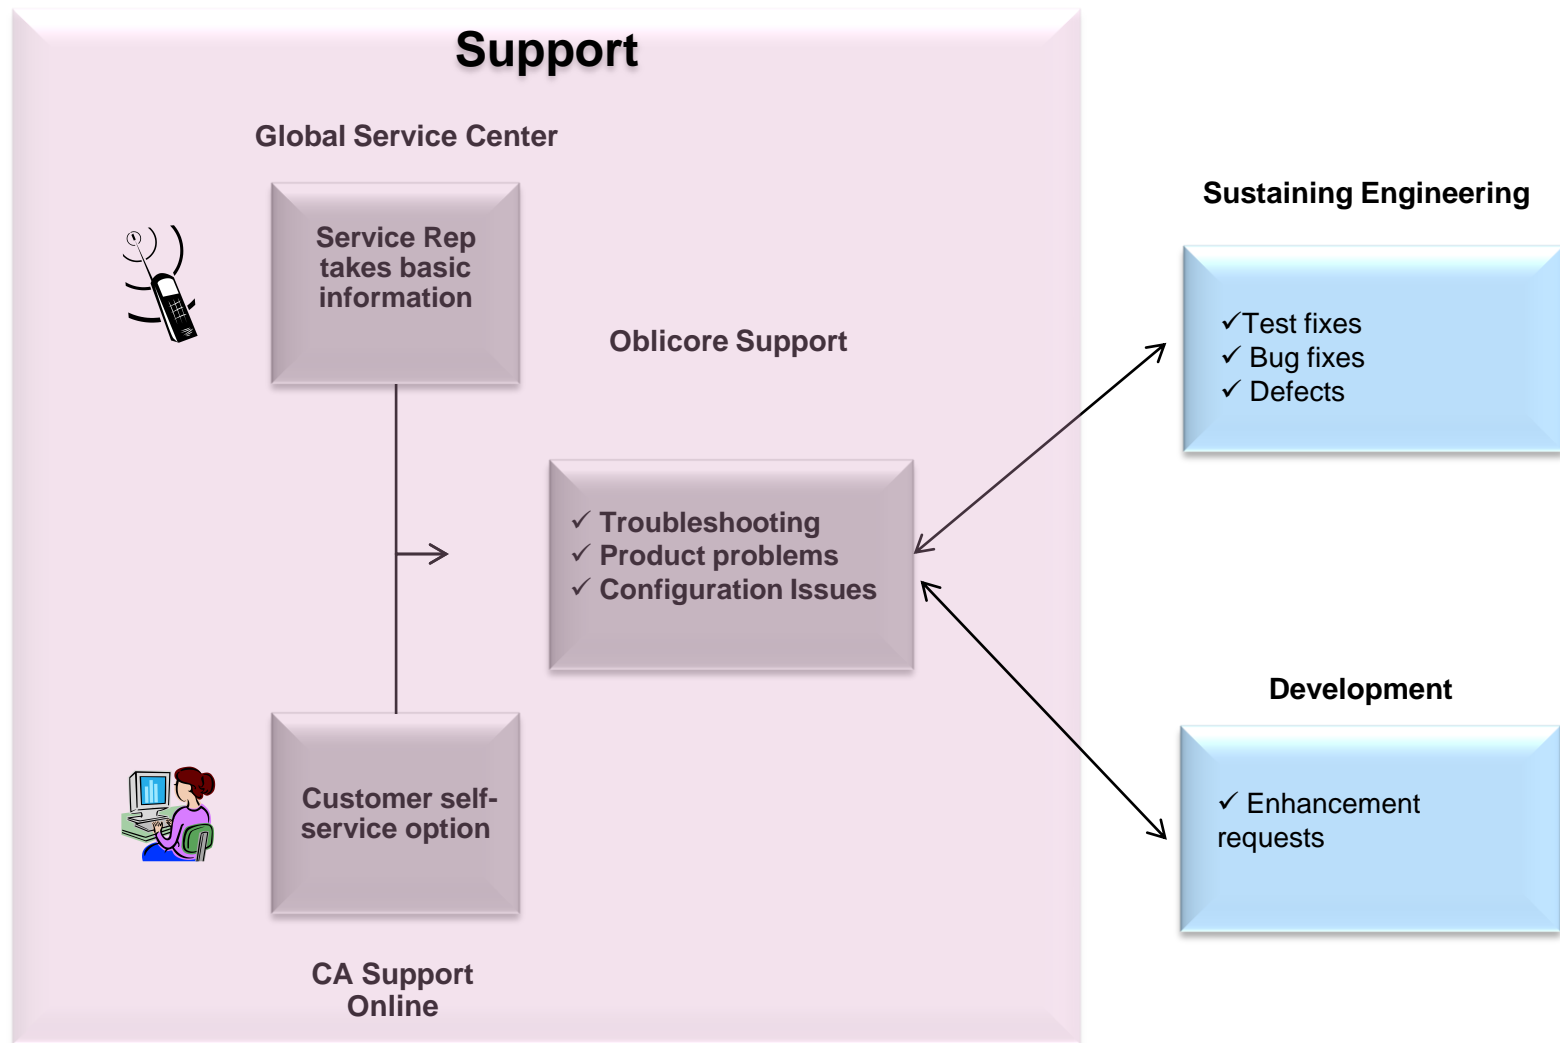 Support
Global Service Center
Service Rep
takes basic
information
Oblicore Support
✓ Troubleshooting
✓ Product problems
✓ Configuration Issues
Customer self-
service option
CA Support
Online
Sustaining Engineering
✓Test fixes
✓ Bug fixes
✓ Defects
Development
✓ Enhancement
requests